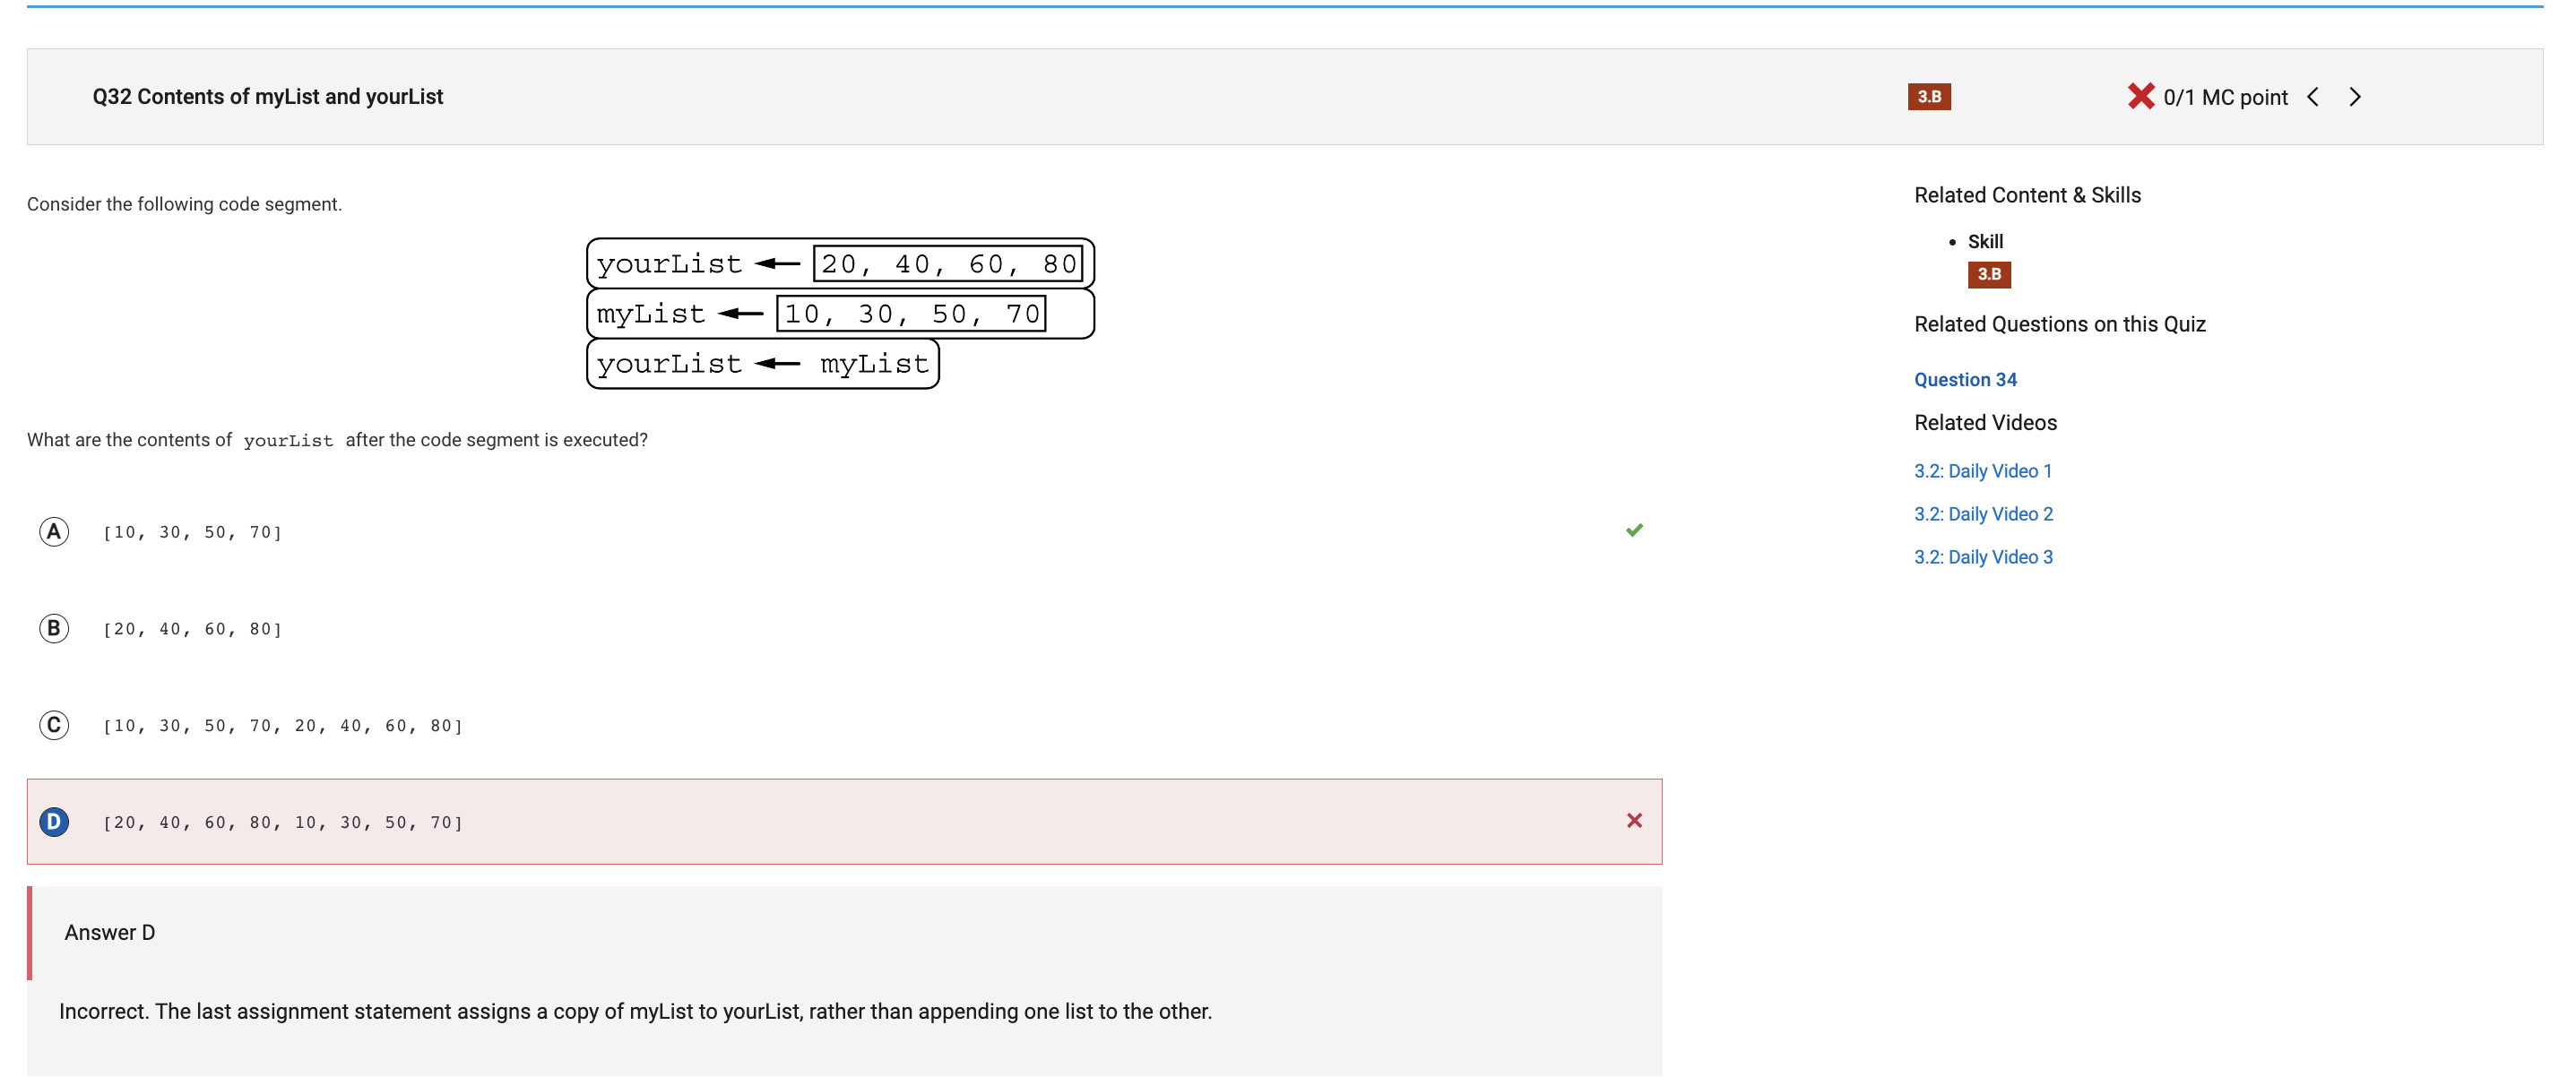 Q32 Contents of myList and yourList
3.B
0/1 MC point
Consider the following code segment.
yourList ← 20, 40, 60, 80
myList ← 10, 30, 50, 70
yourList ← myList
What are the contents of yourList after the code segment is executed?
A [10, 30, 50, 70]
B [20, 40, 60, 80]
C [10, 30, 50, 70, 20, 40, 60, 80]
D [20, 40, 60, 80, 10, 30, 50, 70]
Answer D
Incorrect. The last assignment statement assigns a copy of myList to yourList, rather than appending one list to the other.
Related Content & Skills
• Skill
3.B
Related Questions on this Quiz
Question 34
Related Videos
3.2: Daily Video 1
3.2: Daily Video 2
3.2: Daily Video 3